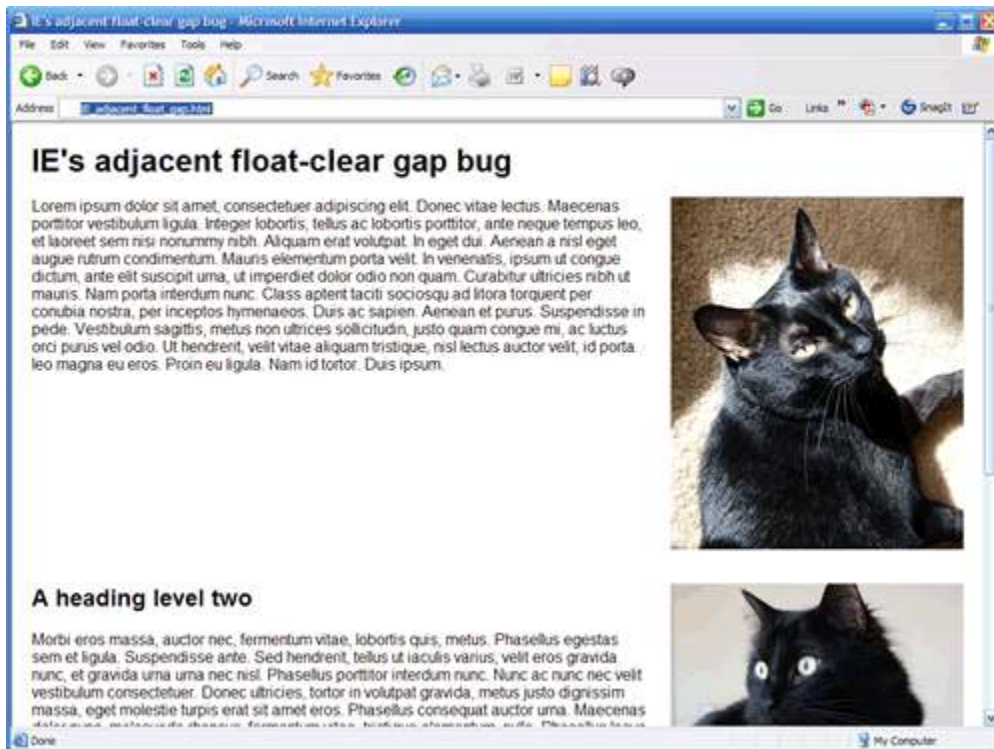 IE's adjacent float-clear gap bug - Microsoft Internet Explorer
File Edit View Favorites Tools Help
Back Search Favorites
Address IE_adjacent_float_gap.html Go Links » SnagIt
IE's adjacent float-clear gap bug
Lorem ipsum dolor sit amet, consectetuer adipiscing elit. Donec vitae lectus. Maecenas
porttitor vestibulum ligula. Integer lobortis, tellus ac lobortis porttitor, ante neque tempus leo,
et laoreet sem nisi nonummy nibh. Aliquam erat volutpat. In eget dui. Aenean a nisl eget
augue rutrum condimentum. Mauris elementum porta velit. In venenatis, ipsum ut congue
dictum, ante elit suscipit urna, ut imperdiet dolor odio non quam. Curabitur ultricies nibh ut
mauris. Nam porta interdum nunc. Class aptent taciti sociosqu ad litora torquent per
conubia nostra, per inceptos hymenaeos. Duis ac sapien. Aenean et purus. Suspendisse in
pede. Vestibulum sagittis, metus non ultrices sollicitudin, justo quam congue mi, ac luctus
orci purus vel odio. Ut hendrerit, velit vitae aliquam tristique, nisl lectus auctor velit, id porta
leo magna eu eros. Proin eu ligula. Nam id tortor. Duis ipsum.
A heading level two
Morbi eros massa, auctor nec, fermentum vitae, lobortis quis, metus. Phasellus egestas
sem et ligula. Suspendisse ante. Sed hendrerit, tellus ut iaculis varius, velit eros gravida
nunc, et gravida urna urna nec nisl. Phasellus porttitor interdum nunc. Nunc ac nunc nec velit
vestibulum consectetuer. Donec ultricies, tortor in volutpat gravida, metus justo dignissim
massa, eget molestie turpis erat sit amet eros. Phasellus consequat auctor urna. Maecenas
Done My Computer